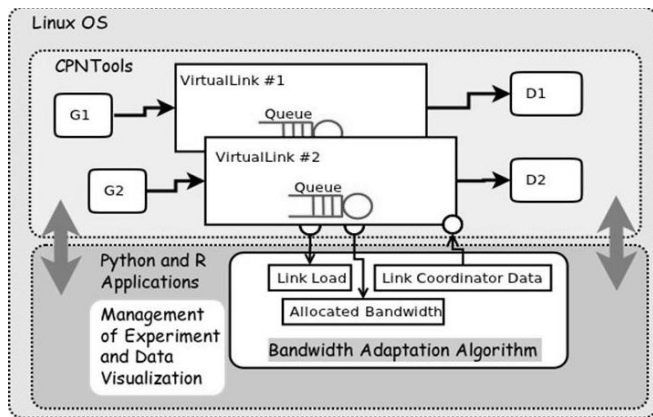 Linux OS
CPNTools
VirtualLink #1
G1
D1
Queue
VirtualLink #2
G2
D2
Queue
Python and R
Applications
Link Load
Link Coordinator Data
Allocated Bandwidth
Management
of Experiment
and Data
Visualization
Bandwidth Adaptation Algorithm